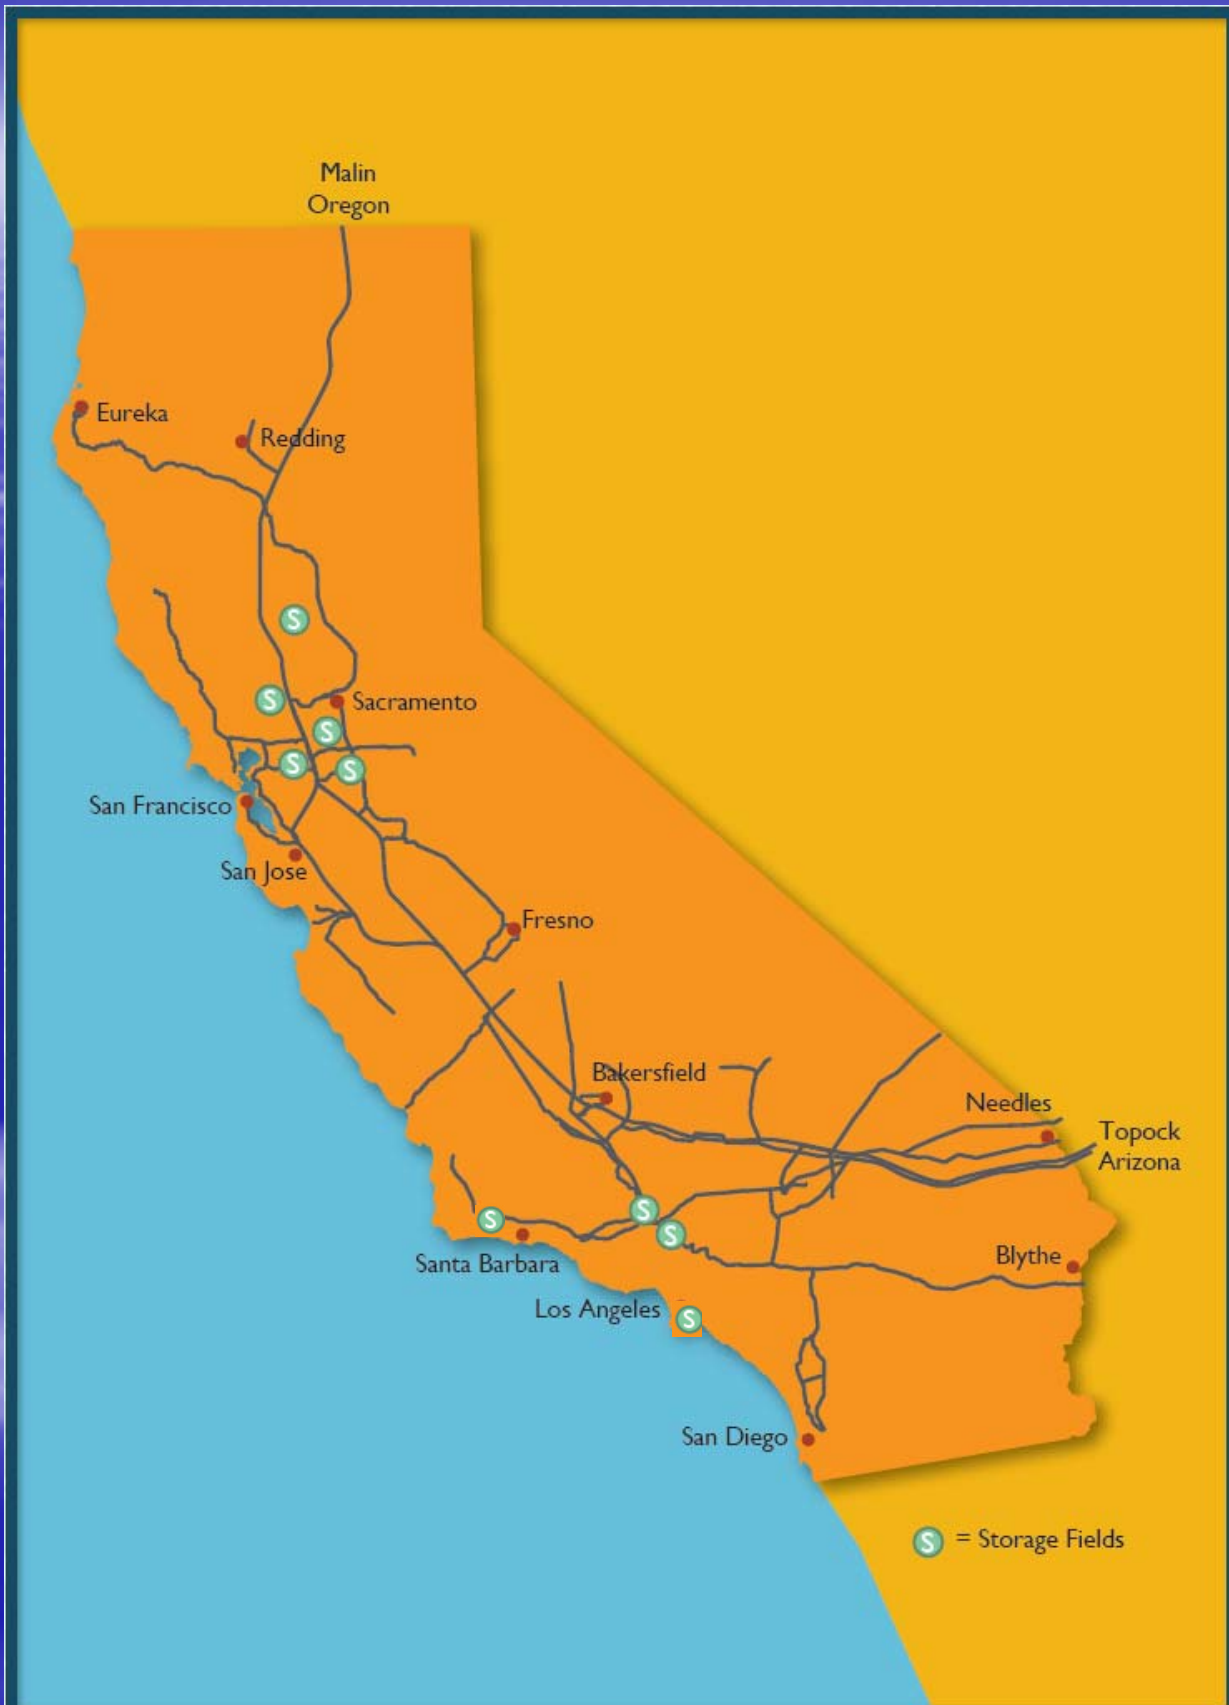 Malin
Oregon
Eureka
Redding
S
S
Sacramento
S
S
S
San Francisco
San Jose
Fresno
Bakersfield
Needles
Topock
Arizona
S
S
S
Santa Barbara
Blythe
Los Angeles
S
San Diego
S = Storage Fields